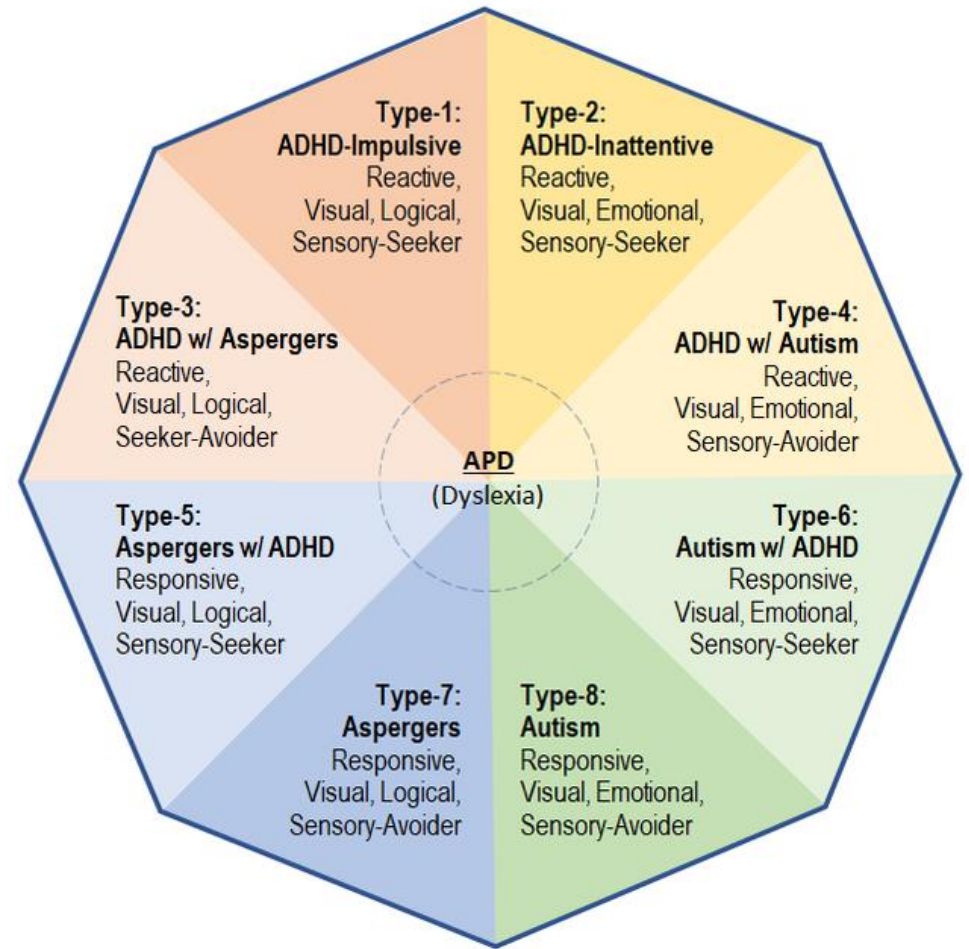 Type-1:
ADHD-Impulsive
Reactive,
Visual, Logical,
Sensory-Seeker
Type-2:
ADHD-Inattentive
Reactive,
Visual, Emotional,
Sensory-Seeker
Type-3:
ADHD w/ Aspergers
Reactive,
Visual, Logical,
Seeker-Avoider
Type-4:
ADHD w/ Autism
Reactive,
Visual, Emotional,
Sensory-Avoider
APD
(Dyslexia)
Type-5:
Aspergers w/ ADHD
Responsive,
Visual, Logical,
Sensory-Seeker
Type-6:
Autism w/ ADHD
Responsive,
Visual, Emotional,
Sensory-Seeker
Type-7:
Aspergers
Responsive,
Visual, Logical,
Sensory-Avoider
Type-8:
Autism
Responsive,
Visual, Emotional,
Sensory-Avoider